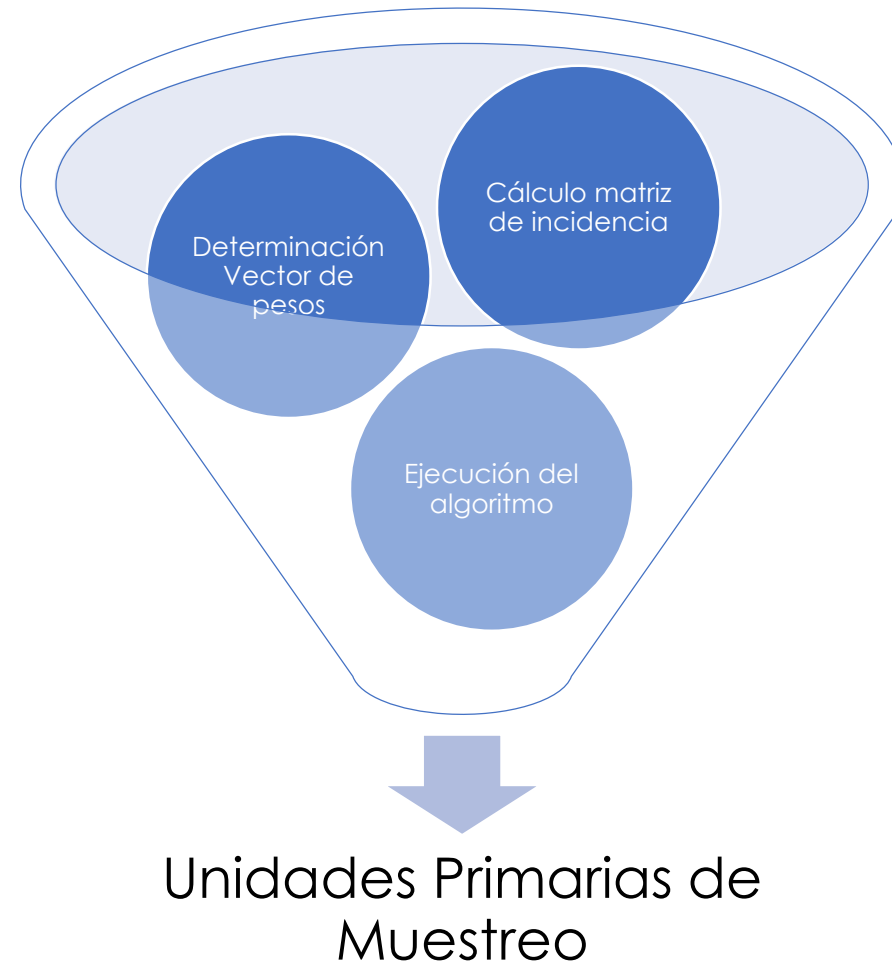 Cálculo matriz
de incidencia
Determinación
Vector de
pesos
Ejecución del
algoritmo
Unidades Primarias de
Muestreo